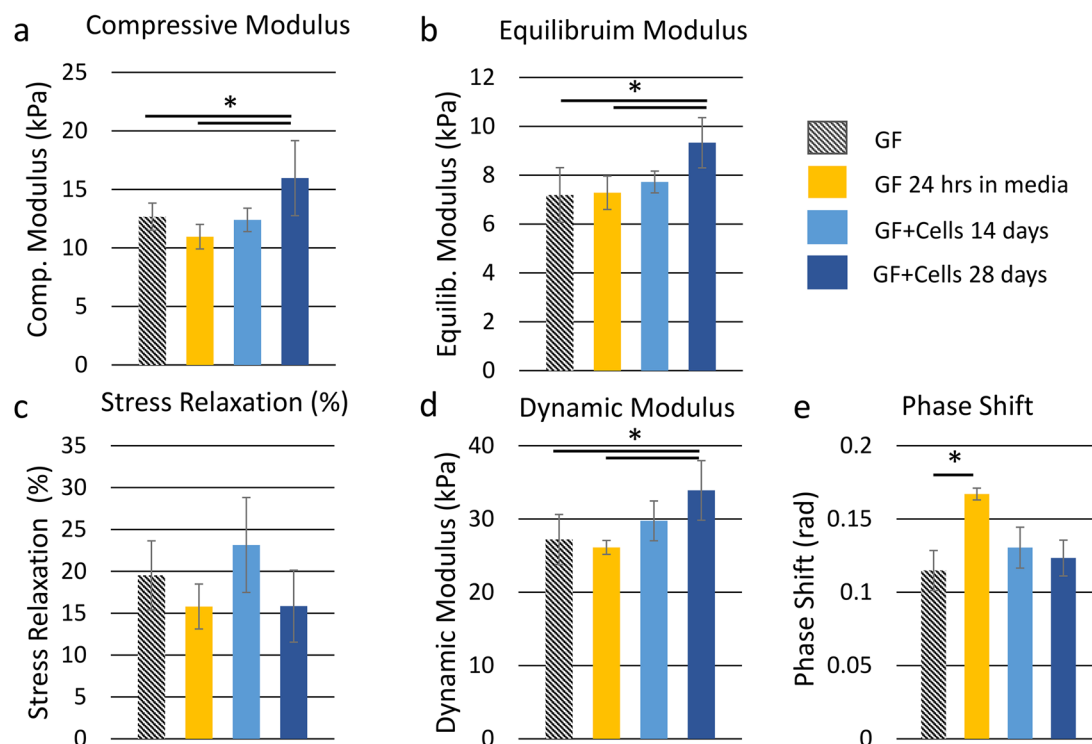 a
Compressive Modulus
Comp. Modulus (kPa)
25
20
15
10
5
0
*
b
Equilibruim Modulus
Equilib. Modulus (kPa)
12
10
8
6
4
2
0
*
GF
GF 24 hrs in media
GF+Cells 14 days
GF+Cells 28 days
c
Stress Relaxation (%)
Stress Relaxation (%)
35
30
25
20
15
10
5
0
d
Dynamic Modulus
Dynamic Modulus (kPa)
40
30
20
10
0
*
e
Phase Shift
Phase Shift (rad)
0.2
0.15
0.1
0.05
0
*